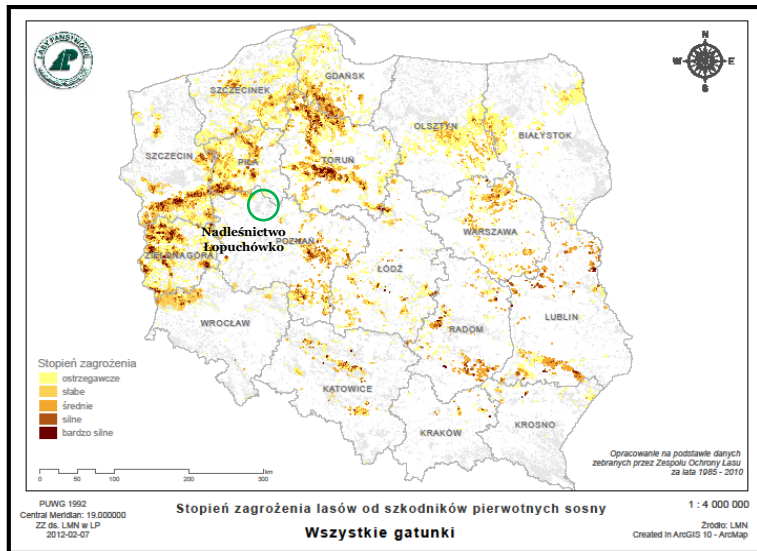 LASY PAŃSTWOWE
N
W
E
S
GDAŃSK
SZCZECINEK
OLSZTYN
BIAŁYSTOK
SZCZECIN
PIŁA
TORUŃ
Nadleśnictwo
Łopuchówko
POZNAŃ
WARSZAWA
ZIELONAGÓRA
ŁÓDŹ
WROCŁAW
RADOM
LUBLIN
KATOWICE
KRAKÓW
KROSNO
Stopień zagrożenia
ostrzegawcze
słabe
średnie
silne
bardzo silne
0 50 100 200 300 km
Opracowanie na podstawie danych
zebranych przez Zespołu Ochrony Lasu
za lata 1985 - 2010
PUWG 1992
Central Meridian: 19.000000
ZZ ds. LMN w LP
2012-02-07
Stopień zagrożenia lasów od szkodników pierwotnych sosny
Wszystkie gatunki
1 : 4 000 000
Źródło: LMN
Created in ArcGIS 10 - ArcMap